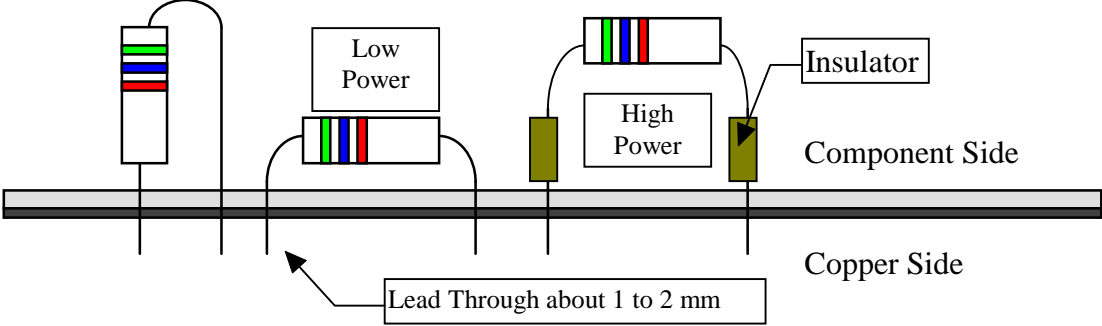 Low
Power
High
Power
Insulator
Component Side
Copper Side
Lead Through about 1 to 2 mm